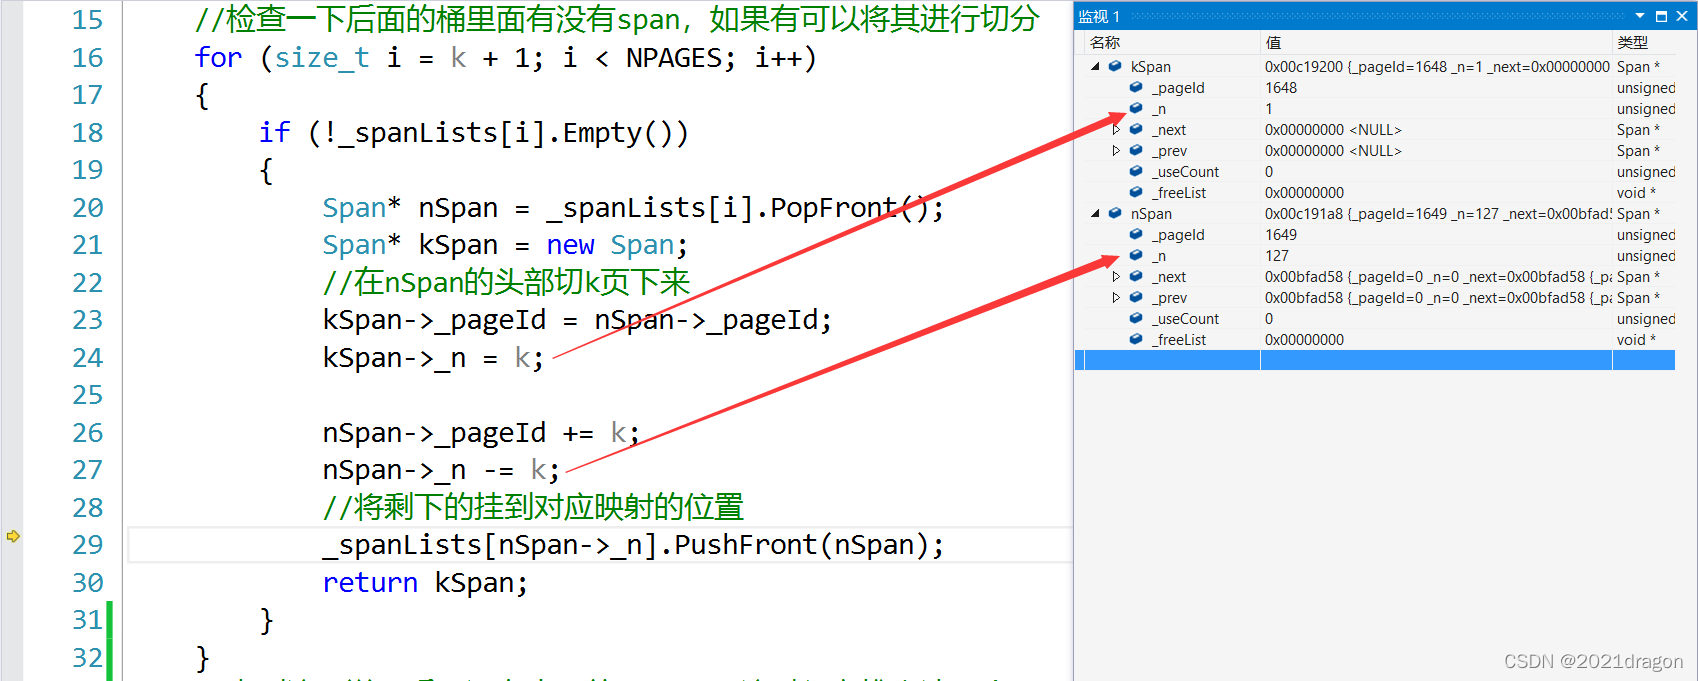 15 //检查一下后面的桶里面有没有span，如果有可以将其进行切分
16 for (size_t i = k + 1; i < NPAGES; i++)
17 {
18 if (!_spanLists[i].Empty())
19 {
20 Span* nSpan = _spanLists[i].PopFront();
21 Span* kSpan = new Span;
22 //在nSpan的头部切k页下来
23 kSpan->_pageId = nSpan->_pageId;
24 kSpan->_n = k;
25
26 nSpan->_pageId += k;
27 nSpan->_n -= k;
28 //将剩下的挂到对应映射的位置
29 _spanLists[nSpan->_n].PushFront(nSpan);
30 return kSpan;
31 }
32 }
监视 1
名称 值 类型
kSpan 0x00c19200 {_pageId=1648 _n=1 _next=0x00000000 Span *
_pageId 1648 unsigned
_n 1 unsigned
_next 0x00000000 <NULL> Span *
_prev 0x00000000 <NULL> Span *
_useCount 0 unsigned
_freeList 0x00000000 void *
nSpan 0x00c191a8 {_pageId=1649 _n=127 _next=0x00bfad5 Span *
_pageId 1649 unsigned
_n 127 unsigned
_next 0x00bfad58 {_pageId=0 _n=0 _next=0x00bfad58 {_pa Span *
_prev 0x00bfad58 {_pageId=0 _n=0 _next=0x00bfad58 {_pa Span *
_useCount 0 unsigned
_freeList 0x00000000 void *
CSDN @2021dragon